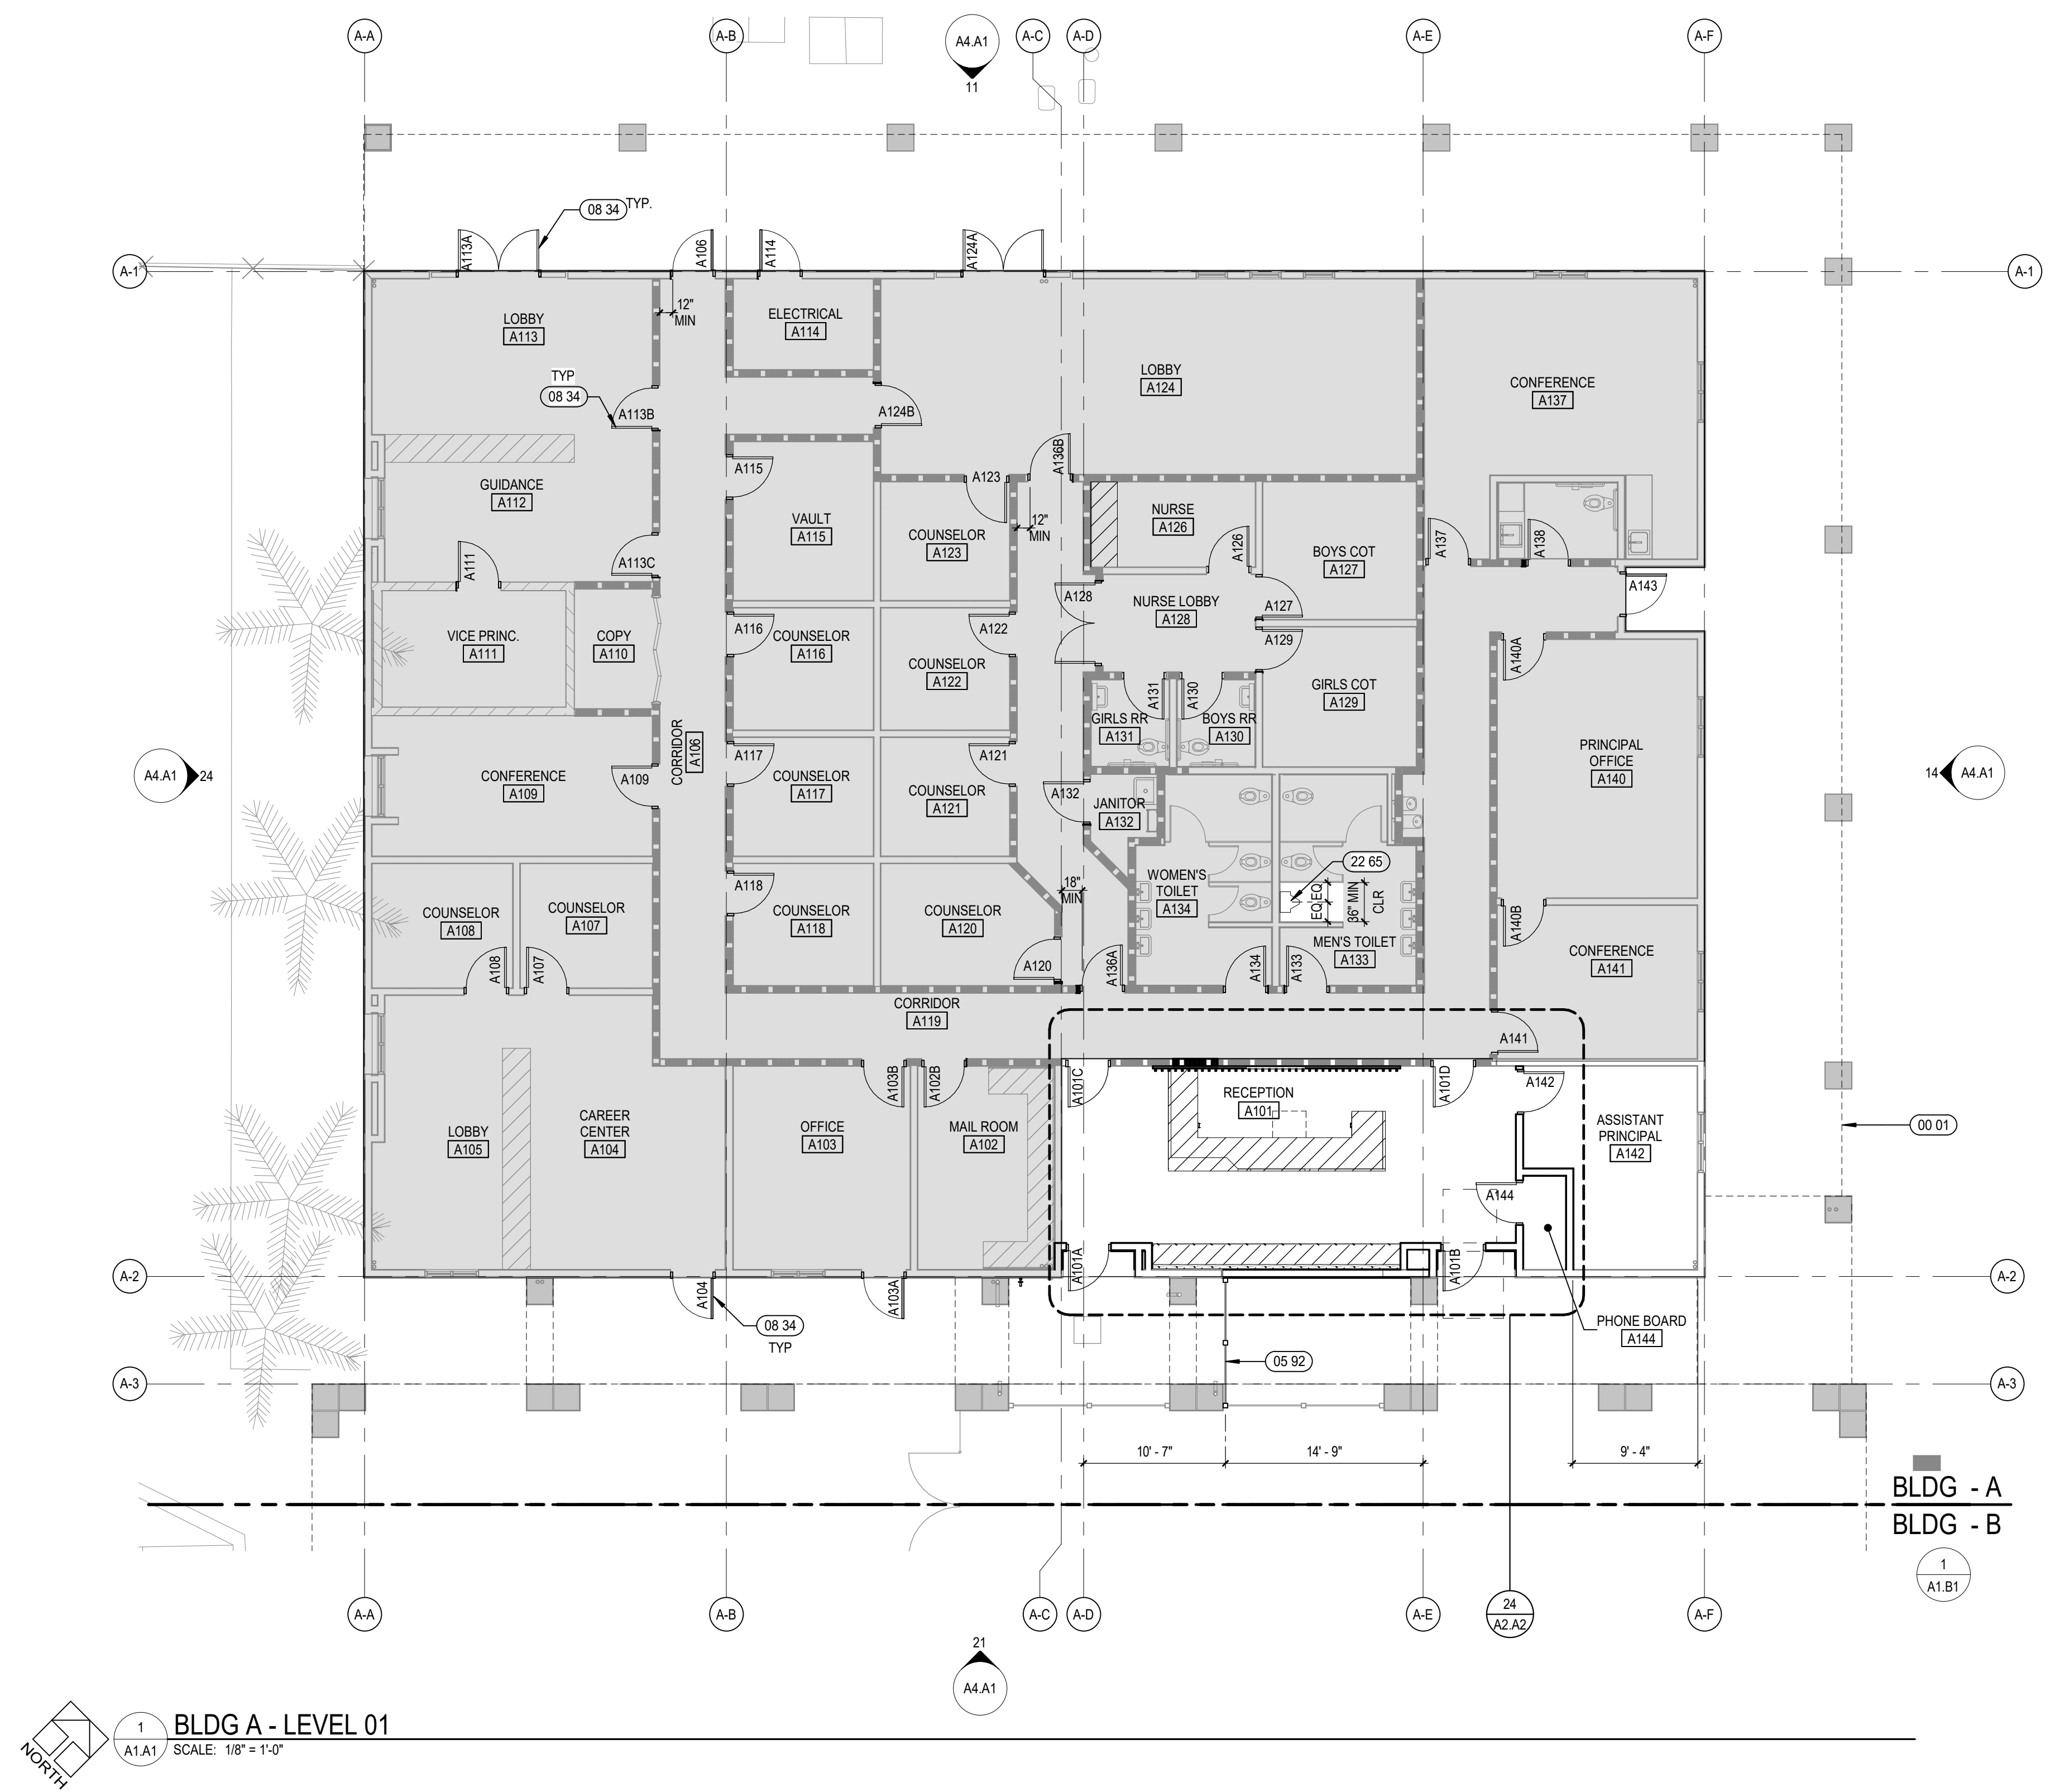 A-A
A-B
A4.A1
11
A-C
A-D
A-E
A-F
08 34 TYP.
A113A
A106
A114
A124A
A-1
A-1
12"
MIN
LOBBY
A113
ELECTRICAL
A114
LOBBY
A124
CONFERENCE
A137
TYP
08 34
A113B
A124B
A136B
A115
A123
GUIDANCE
A112
VAULT
A115
12"
MIN
COUNSELOR
A123
NURSE
A126
A126
BOYS COT
A127
A137
A138
A111
A113C
A128
NURSE LOBBY
A128
A127
A143
VICE PRINC.
A111
COPY
A110
A116
COUNSELOR
A116
A122
COUNSELOR
A122
A129
GIRLS COT
A129
A140A
A131
A130
GIRLS RR
A131
BOYS RR
A130
CORRIDOR
A106
A4.A1
24
CONFERENCE
A109
A109
A117
COUNSELOR
A117
A121
COUNSELOR
A121
A132
JANITOR
A132
PRINCIPAL
OFFICE
A140
14
A4.A1
22 65
COUNSELOR
A108
COUNSELOR
A107
A118
COUNSELOR
A118
COUNSELOR
A120
18"
MIN
WOMEN'S
TOILET
A134
EQ
EQ
36" MIN
CLR
MEN'S TOILET
A133
A140B
CONFERENCE
A141
A108
A107
A120
A136A
A134
A133
CORRIDOR
A119
A141
A103B
A102B
A101C
RECEPTION
A101
A101D
A142
LOBBY
A105
CAREER
CENTER
A104
OFFICE
A103
MAIL ROOM
A102
ASSISTANT
PRINCIPAL
A142
00 01
A144
A-2
A-2
A104
A103A
A101A
A101B
08 34
TYP
PHONE BOARD
A144
05 92
A-3
A-3
10' - 7"
14' - 9"
9' - 4"
BLDG - A
BLDG - B
1
A1.B1
A-A
A-B
A-C
A-D
A-E
24
A2.A2
A-F
21
A4.A1
NORTH
1
A1.A1
BLDG A - LEVEL 01
SCALE: 1/8" = 1'-0"